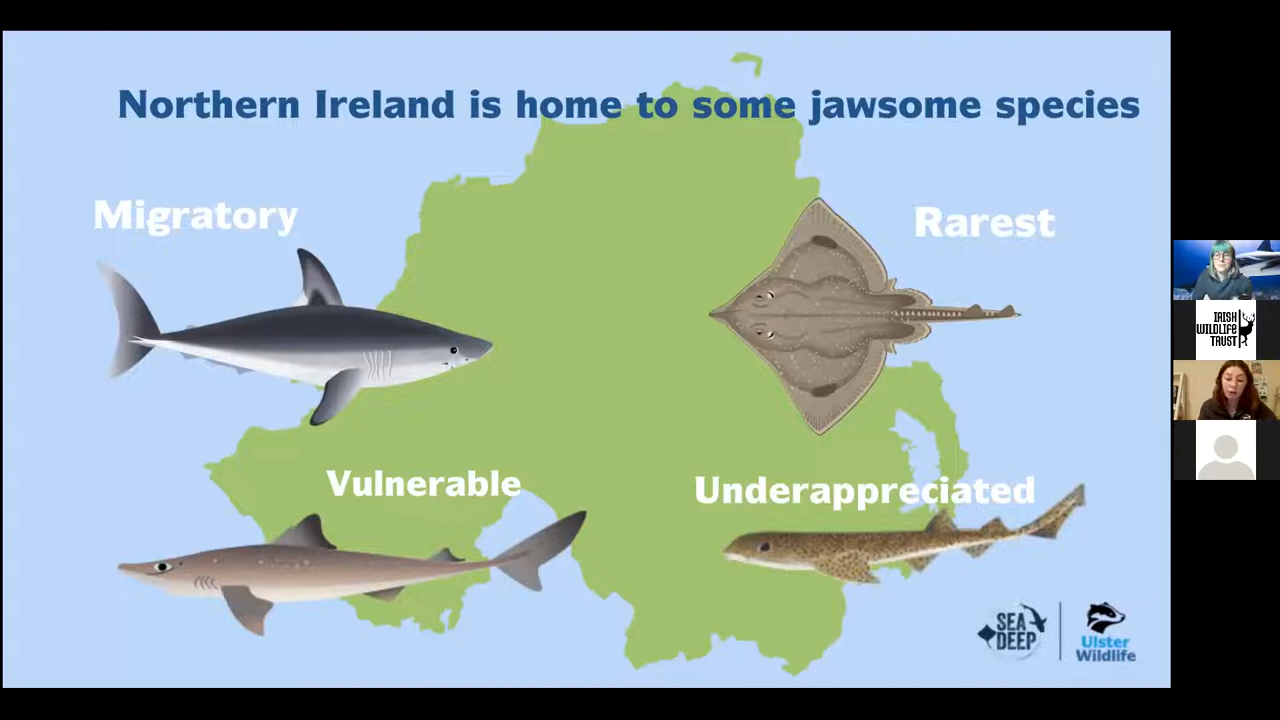 Northern Ireland is home to some jawsome species
Migratory
Rarest
Vulnerable
Underappreciated
SEA
DEEP
Ulster
Wildlife
IRISH
WILDLIFE
TRUST